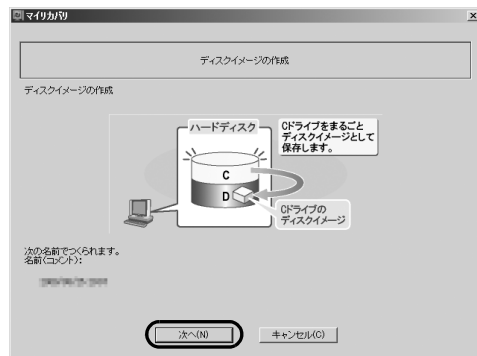 マイリカバリ
ディスクイメージの作成
ディスクイメージの作成
ハードディスク
Cドライブをまるごと
ディスクイメージとして
保存します。
C
D
Cドライブの
ディスクイメージ
次の名前でつくられます。
名前(コメント):
次へ(N)
キャンセル(C)